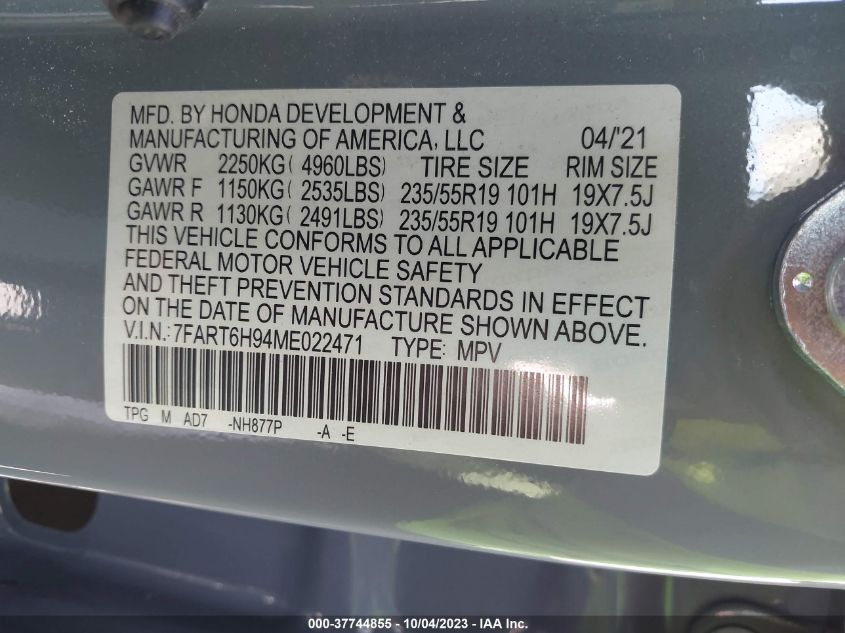 MFD. BY HONDA DEVELOPMENT &
MANUFACTURING OF AMERICA, LLC 04/'21
GVWR 2250KG( 4960LBS) TIRE SIZE RIM SIZE
GAWR F 1150KG( 2535LBS) 235/55R19 101H 19X7.5J
GAWR R 1130KG( 2491LBS) 235/55R19 101H 19X7.5J
THIS VEHICLE CONFORMS TO ALL APPLICABLE
FEDERAL MOTOR VEHICLE SAFETY
AND THEFT PREVENTION STANDARDS IN EFFECT
ON THE DATE OF MANUFACTURE SHOWN ABOVE.
V.I.N.:7FART6H94ME022471 TYPE: MPV
TPG M AD7 -NH877P -A -E
000-37744855 - 10/04/2023 - IAA Inc.